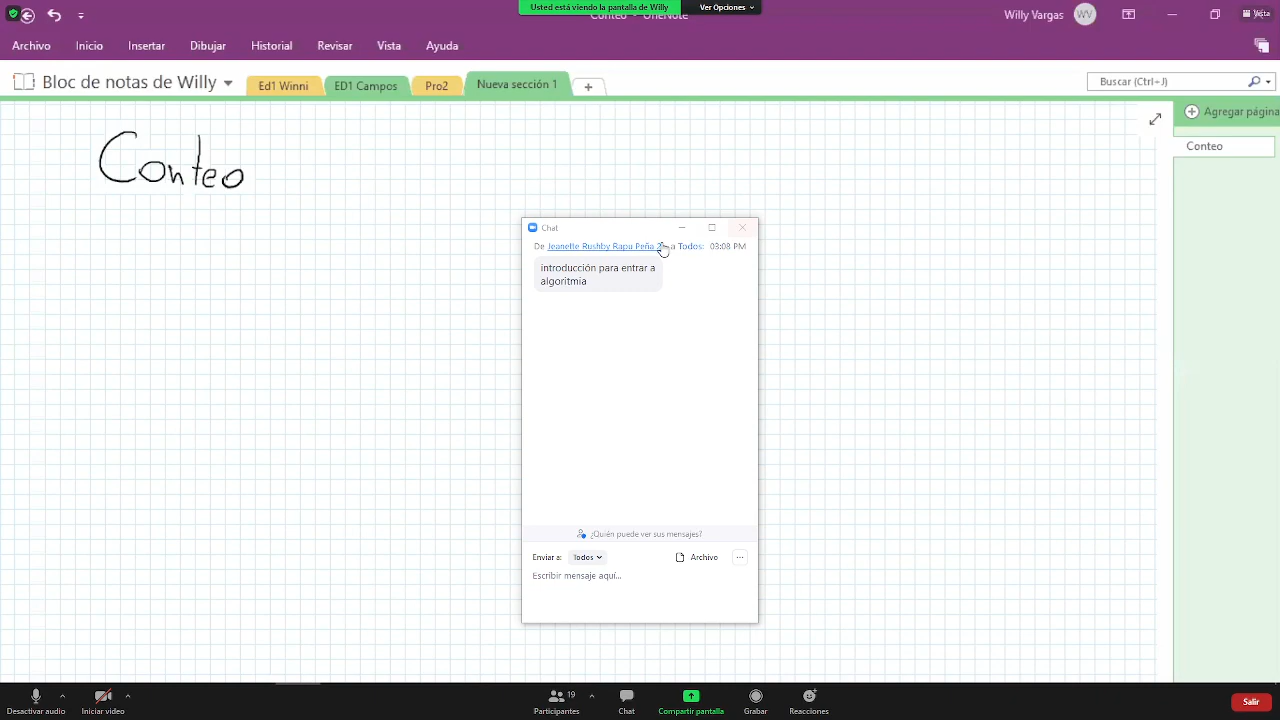 Usted está viendo la pantalla de Willy
Ver Opciones
Conteo - OneNote
Willy Vargas
WV
Vista
Archivo
Inicio
Insertar
Dibujar
Historial
Revisar
Vista
Ayuda
Bloc de notas de Willy
Ed1 Winni
ED1 Campos
Pro2
Nueva sección 1
+
Buscar (Ctrl+J)
Agregar página
Conteo
Conteo
Chat
De Jeanette Rushby Rapu Peña a Todos: 03:08 PM
introducción para entrar a
algoritmia
¿Quién puede ver sus mensajes?
Enviar a: Todos
Archivo
...
Escribir mensaje aquí...
Desactivar audio
Iniciar video
19
Participantes
Chat
Compartir pantalla
Grabar
Reacciones
Salir